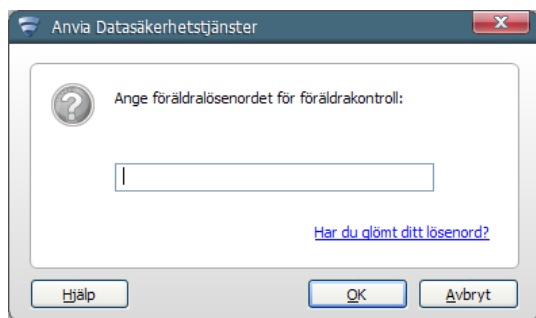 Anvia Datasäkerhetstjänster
Ange föräldralösenordet för föräldrakontroll:
Har du glömt ditt lösenord?
Hjälp
OK
Avbryt